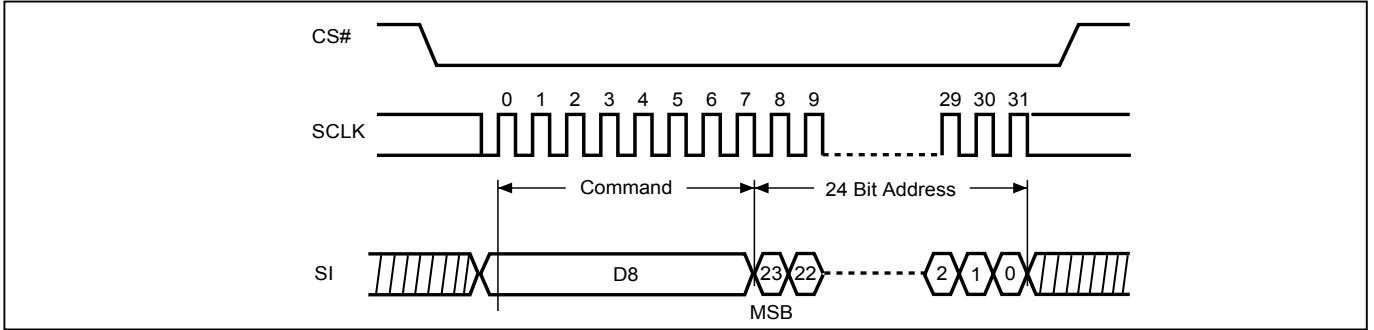 CS#
0 1 2 3 4 5 6 7 8 9 29 30 31
SCLK
Command 24 Bit Address
SI D8 23 22 2 1 0
MSB